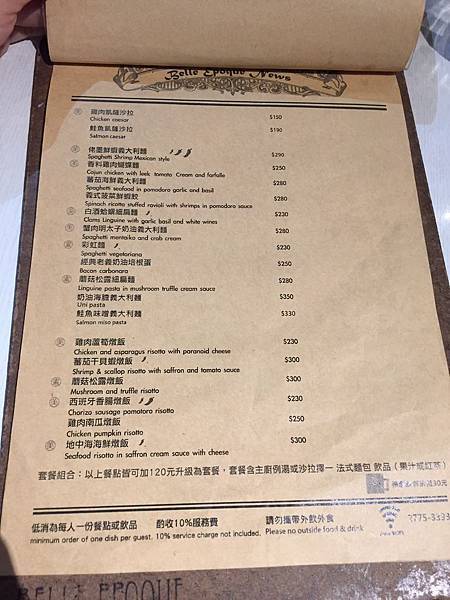 Belle Epoque News
雞肉凱薩沙拉 $150
Chicken caesar
鮭魚凱薩沙拉 $190
Salmon caesar
佬墨鮮蝦義大利麵 $290
Spaghetti Shrimp Mexican style
香料雞肉蝴蝶麵 $250
Cajun chicken with leek tomato Cream and farfalle
蕃茄海鮮義大利麵 $280
Spaghetti seafood in pomodoro garlic and basil
義式菠菜鮮蝦餃 $280
Spinach ricotta stuffed ravioli with shrimps in pomodoro sauce
白酒蛤蠣細扁麵 $230
Clams Linguine with garlic basil and white wines
蟹肉明太子奶油義大利麵 $280
Spaghetti mentaiko and crab cream
彩虹麵 $230
Spaghetti vegetariana
經典老義奶油培根蛋 $250
Bacon carbonara
蘑菇松露細扁麵 $280
Linguine pasta in mushroom truffle cream sauce
奶油海膽義大利麵 $350
Uni pasta
鮭魚味噌義大利麵 $330
Salmon miso pasta
雞肉蘆筍燉飯 $230
Chicken and asparagus risotto with paranoid cheese
蕃茄干貝蝦燉飯 $300
Shrimp & scallop risotto with saffron and tomato sauce
蘑菇松露燉飯 $300
Mushroom and truffle risotto
西班牙香腸燉飯 $230
Chorizo sausage pomotoro risotto
雞肉南瓜燉飯 $250
Chicken pumpkin risotto
地中海海鮮燉飯 $300
Seafood risotto in saffron cream sauce with cheese
套餐組合：以上餐點皆可加120元升級為套餐，套餐含主廚例湯或沙拉擇一 法式麵包 飲品（果汁或紅茶）
30元
低消為每人一份餐點或飲品 酌收10%服務費 請勿攜帶外飲外食
minimum order of one dish per guest. 10% service charge not included. Please no outside food & drink
2775-3333
BELLE EPOQUE